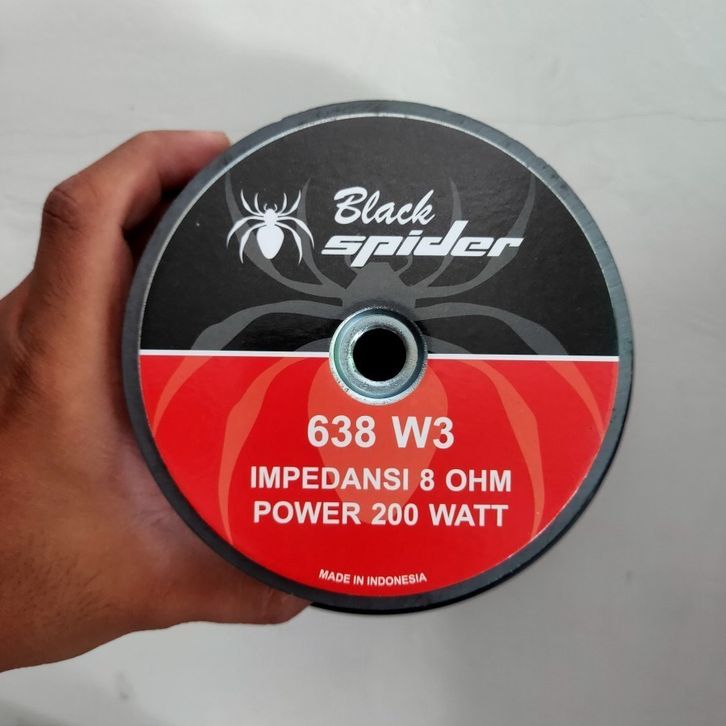 Black
spider
638 W3
IMPEDANSI 8 OHM
POWER 200 WATT
MADE IN INDONESIA